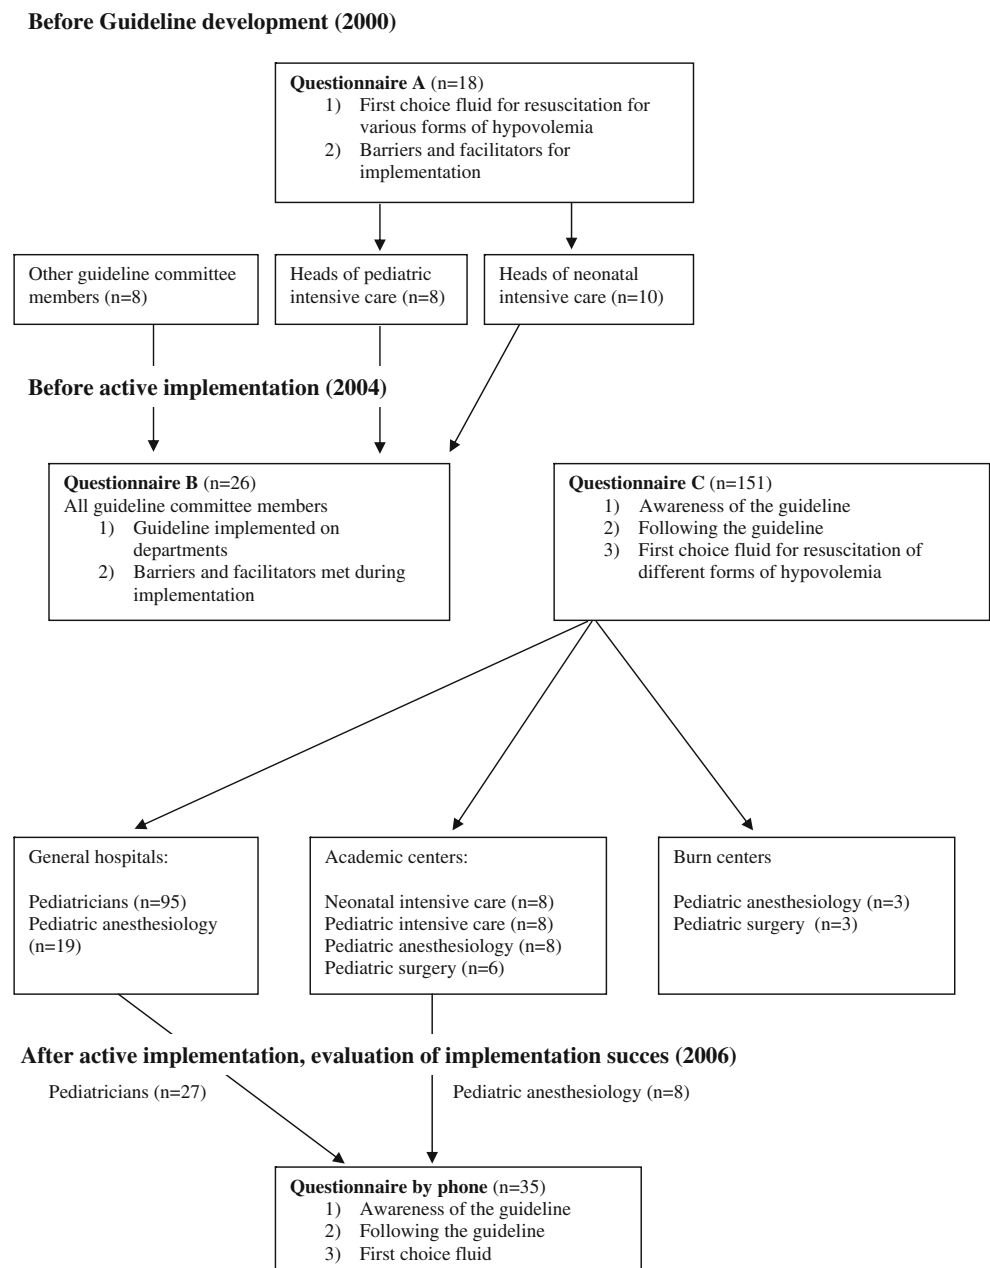 Before Guideline development (2000)
Questionnaire A (n=18)
1) First choice fluid for resuscitation for
various forms of hypovolemia
2) Barriers and facilitators for
implementation
Other guideline committee
members (n=8)
Heads of pediatric
intensive care (n=8)
Heads of neonatal
intensive care (n=10)
Before active implementation (2004)
Questionnaire B (n=26)
All guideline committee members
1) Guideline implemented on
departments
2) Barriers and facilitators met during
implementation
Questionnaire C (n=151)
1) Awareness of the guideline
2) Following the guideline
3) First choice fluid for resuscitation of
different forms of hypovolemia
General hospitals:
Pediatricians (n=95)
Pediatric anesthesiology
(n=19)
Academic centers:
Neonatal intensive care (n=8)
Pediatric intensive care (n=8)
Pediatric anesthesiology (n=8)
Pediatric surgery (n=6)
Burn centers
Pediatric anesthesiology (n=3)
Pediatric surgery (n=3)
After active implementation, evaluation of implementation succes (2006)
Pediatricians (n=27)
Pediatric anesthesiology (n=8)
Questionnaire by phone (n=35)
1) Awareness of the guideline
2) Following the guideline
3) First choice fluid